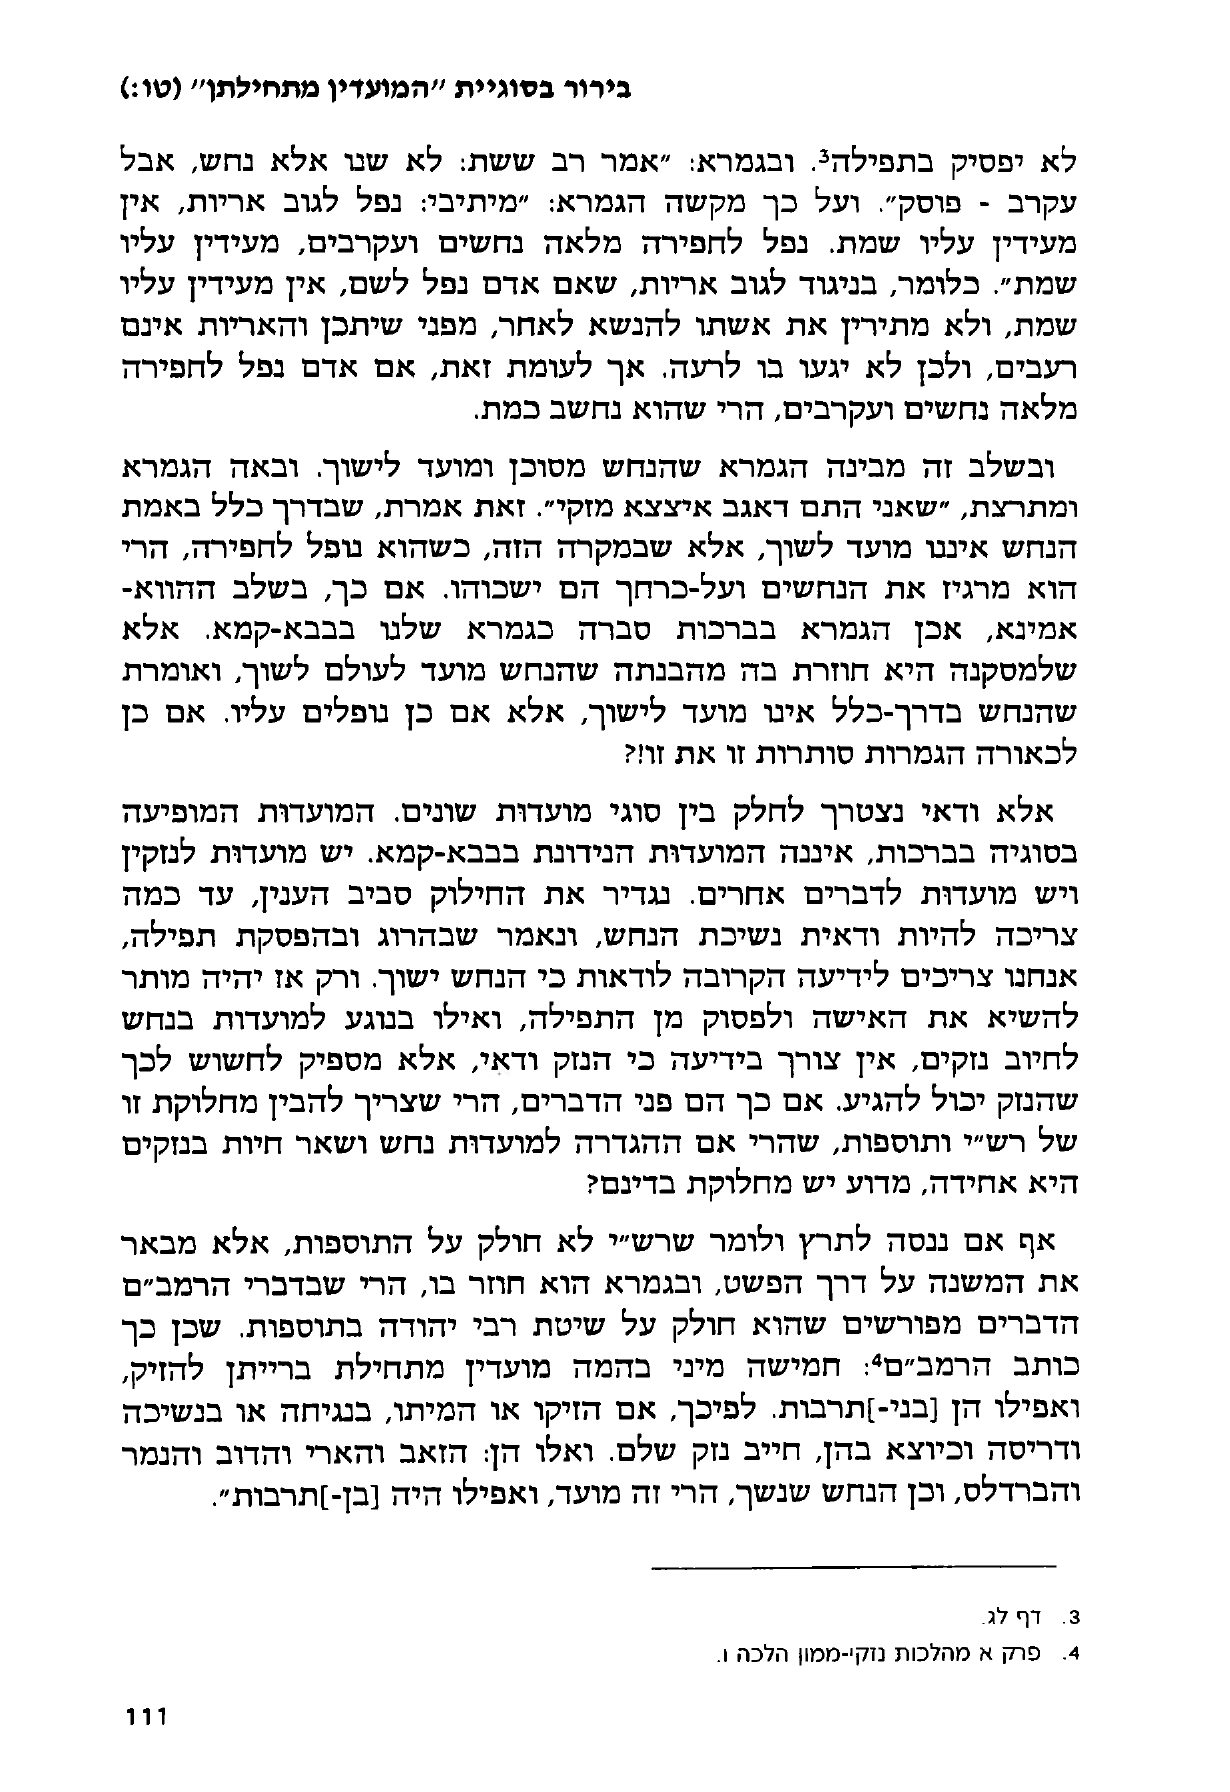 בירור בסוגיית "המועדין מתחילתן" (טו:)
לא יפסיק בתפילה3. ובגמרא: "אמר רב ששת: לא שנו אלא נחש, אבל
עקרב - פוסק". ועל כך מקשה הגמרא: "מיתיבי: נפל לגוב אריות, אין
מעידין עליו שמת. נפל לחפירה מלאה נחשים ועקרבים, מעידין עליו
שמת". כלומר, בניגוד לגוב אריות, שאם אדם נפל לשם, אין מעידין עליו
שמת, ולא מתירין את אשתו להנשא לאחר, מפני שיתכן והאריות אינם
רעבים, ולכן לא יגעו בו לרעה. אך לעומת זאת, אם אדם נפל לחפירה
מלאה נחשים ועקרבים, הרי שהוא נחשב כמת.
ובשלב זה מבינה הגמרא שהנחש מסוכן ומועד לישוך. ובאה הגמרא
ומתרצת, "שאני התם דאגב איצצא מזקי". זאת אמרת, שבדרך כלל באמת
הנחש איננו מועד לשוך, אלא שבמקרה הזה, כשהוא נופל לחפירה, הרי
הוא מרגיז את הנחשים ועל-כרחך הם ישכוהו. אם כך, בשלב ההווא-
אמינא, אכן הגמרא בברכות סברה כגמרא שלנו בבבא-קמא. אלא
שלמסקנה היא חוזרת בה מהבנתה שהנחש מועד לעולם לשוך, ואומרת
שהנחש בדרך-כלל אינו מועד לישוך, אלא אם כן נופלים עליו. אם כן
לכאורה הגמרות סותרות זו את זו!?
אלא ודאי נצטרך לחלק בין סוגי מועדות שונים. המועדות המופיעה
בסוגיה בברכות, איננה המועדות הנידונת בבבא-קמא. יש מועדות לנזקין
ויש מועדות לדברים אחרים. נגדיר את החילוק סביב הענין, עד כמה
צריכה להיות ודאית נשיכת הנחש, ונאמר שבהרוג ובהפסקת תפילה,
אנחנו צריכים לידיעה הקרובה לודאות כי הנחש ישוך. ורק אז יהיה מותר
להשיא את האישה ולפסוק מן התפילה, ואילו בנוגע למועדות בנחש
לחיוב נזקים, אין צורך בידיעה כי הנזק ודאי, אלא מספיק לחשוש לכך
שהנזק יכול להגיע. אם כך הם פני הדברים, הרי שצריך להבין מחלוקת זו
של רש"י ותוספות, שהרי אם ההגדרה למועדות נחש ושאר חיות בנזקים
היא אחידה, מדוע יש מחלוקת בדינם?
אף אם ננסה לתרץ ולומר שרש"י לא חולק על התוספות, אלא מבאר
את המשנה על דרך הפשט, ובגמרא הוא חוזר בו, הרי שבדברי הרמב"ם
הדברים מפורשים שהוא חולק על שיטת רבי יהודה בתוספות. שכן כך
כותב הרמב"ם4: חמישה מיני בהמה מועדין מתחילת ברייתן להזיק,
ואפילו הן [בני-]תרבות. לפיכך, אם הזיקו או המיתו, בנגיחה או בנשיכה
ודריסה וכיוצא בהן, חייב נזק שלם. ואלו הן: הזאב והארי והדוב והנמר
והברדלס, וכן הנחש שנשך, הרי זה מועד, ואפילו היה [בן-]תרבות".
3. דף לג.
4. פרק א מהלכות נזקי-ממון הלכה ו.
111